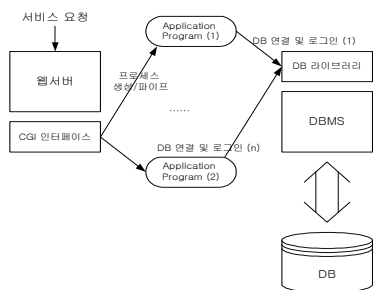 서비스 요청
웹서버
CGI 인터페이스
프로세스
생성/파이프
Application
Program (1)
......
Application
Program (2)
DB 연결 및 로그인 (1)
DB 연결 및 로그인 (n)
DB 라이브러리
DBMS
DB